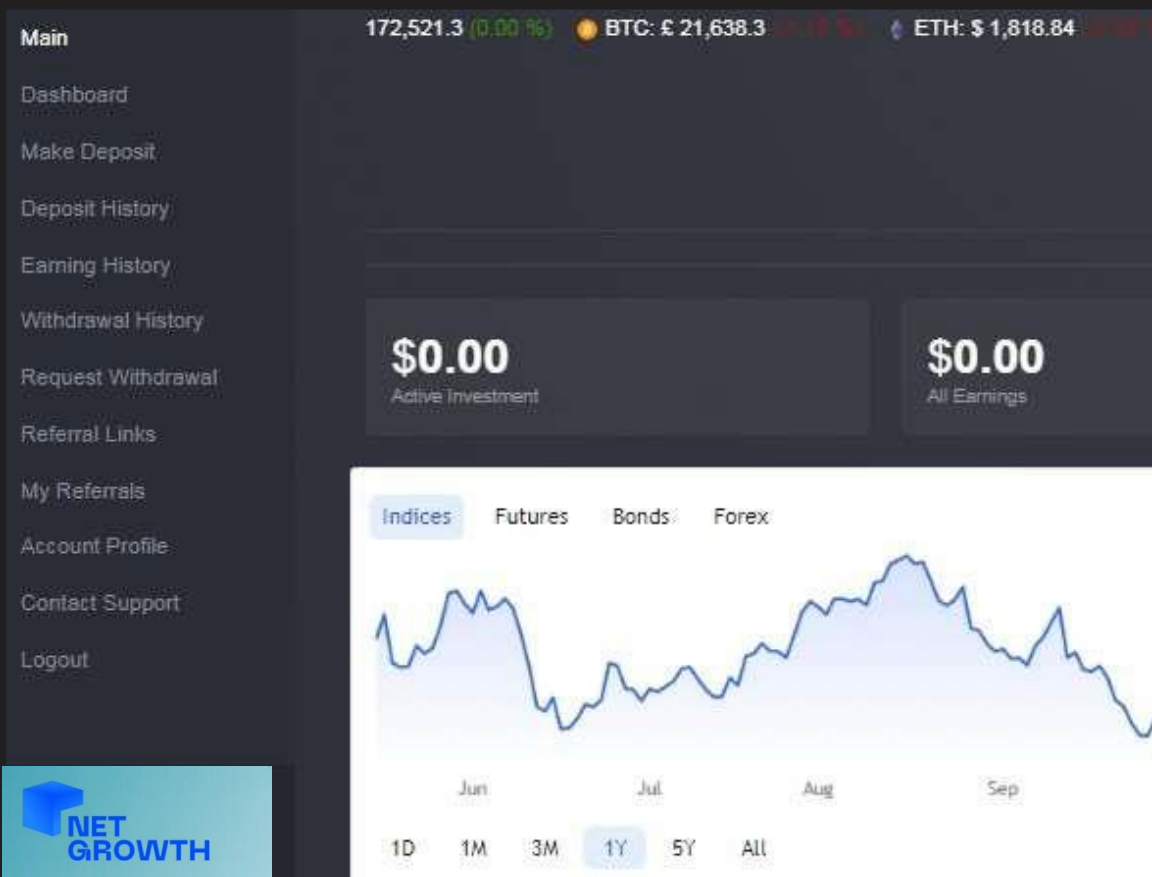 Main
Dashboard
Make Deposit
Deposit History
Earning History
Withdrawal History
Request Withdrawal
Referral Links
My Referrals
Account Profile
Contact Support
Logout
NET
GROWTH
172,521.3 (0.00 %) BTC: £ 21,638.3 ETH: $ 1,818.84
$0.00
Active Investment
$0.00
All Earnings
Indices Futures Bonds Forex
Jun Jul Aug Sep
1D 1M 3M 1Y 5Y All